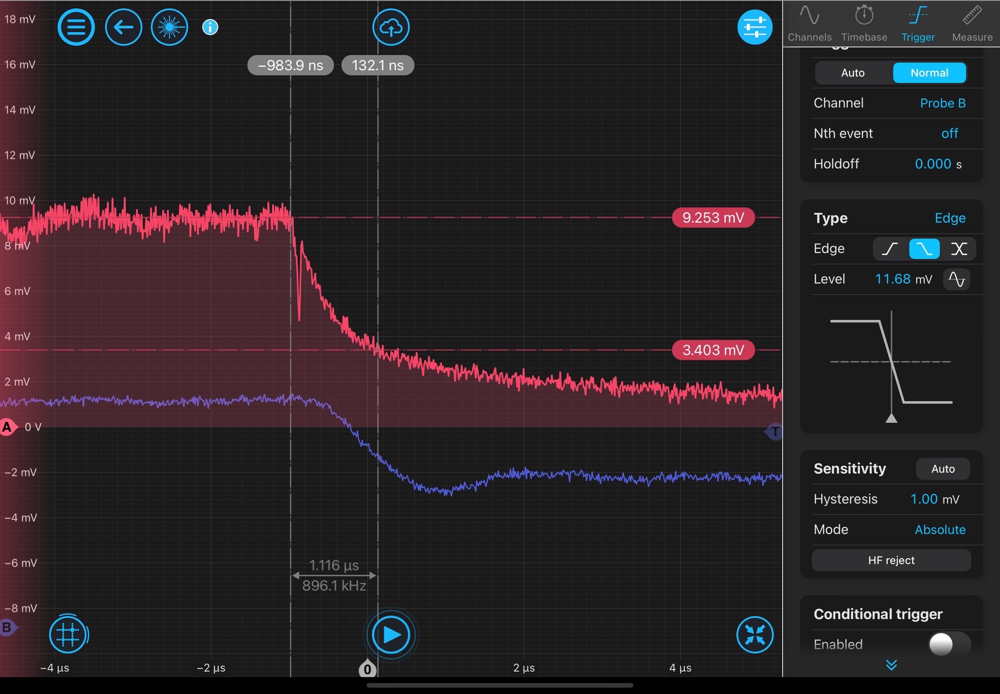 18 mV
16 mV
14 mV
12 mV
10 mV
8 mV
6 mV
4 mV
2 mV
0 V
−2 mV
−4 mV
−6 mV
−8 mV
A
B
T
−983.9 ns
132.1 ns
9.253 mV
3.403 mV
1.116 µs
896.1 kHz
−4 µs
−2 µs
0
2 µs
4 µs
Channels Timebase Trigger Measure
Auto Normal
Channel Probe B
Nth event off
Holdoff 0.000 s
Type Edge
Edge
Level 11.68 mV
Sensitivity Auto
Hysteresis 1.00 mV
Mode Absolute
HF reject
Conditional trigger
Enabled